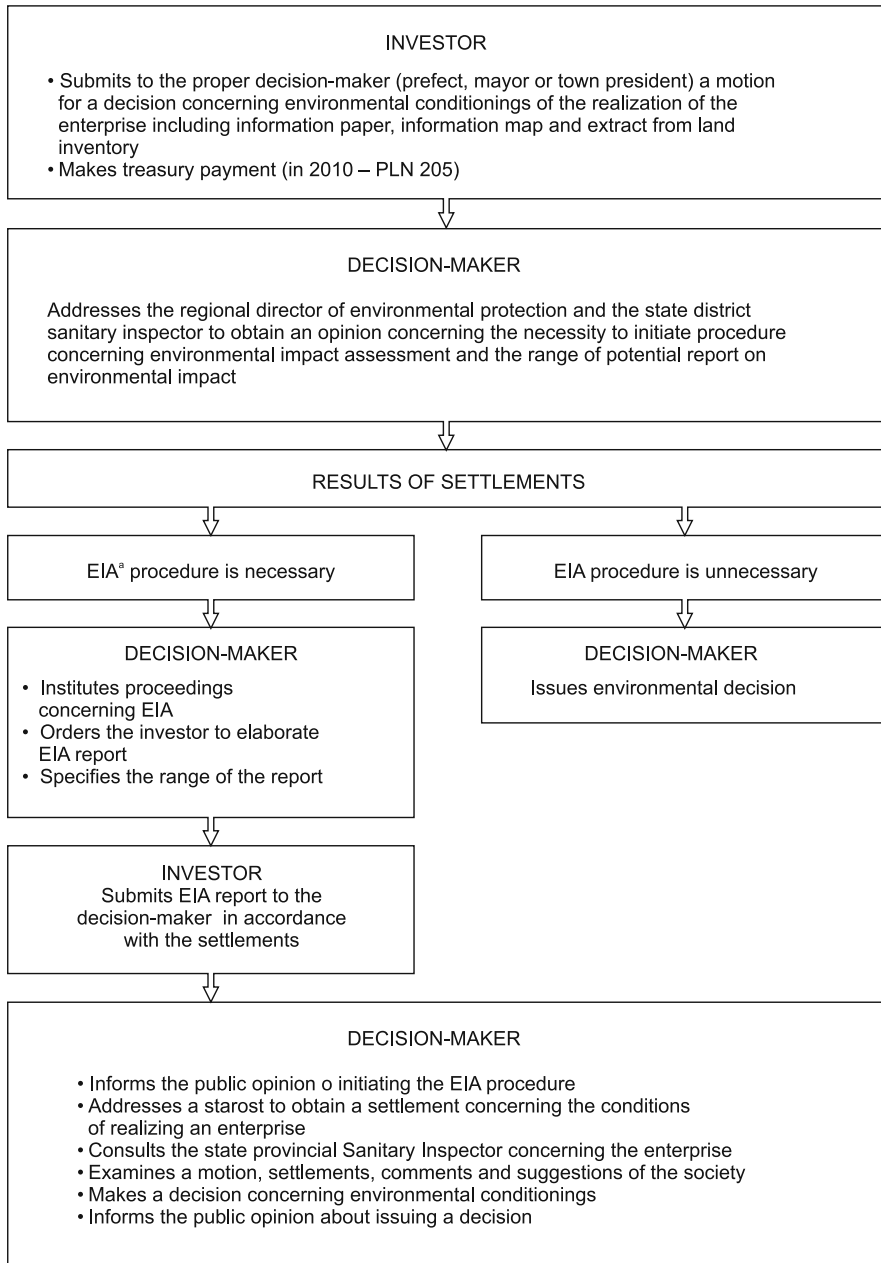 INVESTOR
• Submits to the proper decision-maker (prefect, mayor or town president) a motion
for a decision concerning environmental conditionings of the realization of the
enterprise including information paper, information map and extract from land
inventory
• Makes treasury payment (in 2010 – PLN 205)
DECISION-MAKER
Addresses the regional director of environmental protection and the state district
sanitary inspector to obtain an opinion concerning the necessity to initiate procedure
concerning environmental impact assessment and the range of potential report on
environmental impact
RESULTS OF SETTLEMENTS
EIAᵃ procedure is necessary
EIA procedure is unnecessary
DECISION-MAKER
• Institutes proceedings
concerning EIA
• Orders the investor to elaborate
EIA report
• Specifies the range of the report
DECISION-MAKER
Issues environmental decision
INVESTOR
Submits EIA report to the
decision-maker in accordance
with the settlements
DECISION-MAKER
• Informs the public opinion o initiating the EIA procedure
• Addresses a starost to obtain a settlement concerning the conditions
of realizing an enterprise
• Consults the state provincial Sanitary Inspector concerning the enterprise
• Examines a motion, settlements, comments and suggestions of the society
• Makes a decision concerning environmental conditionings
• Informs the public opinion about issuing a decision